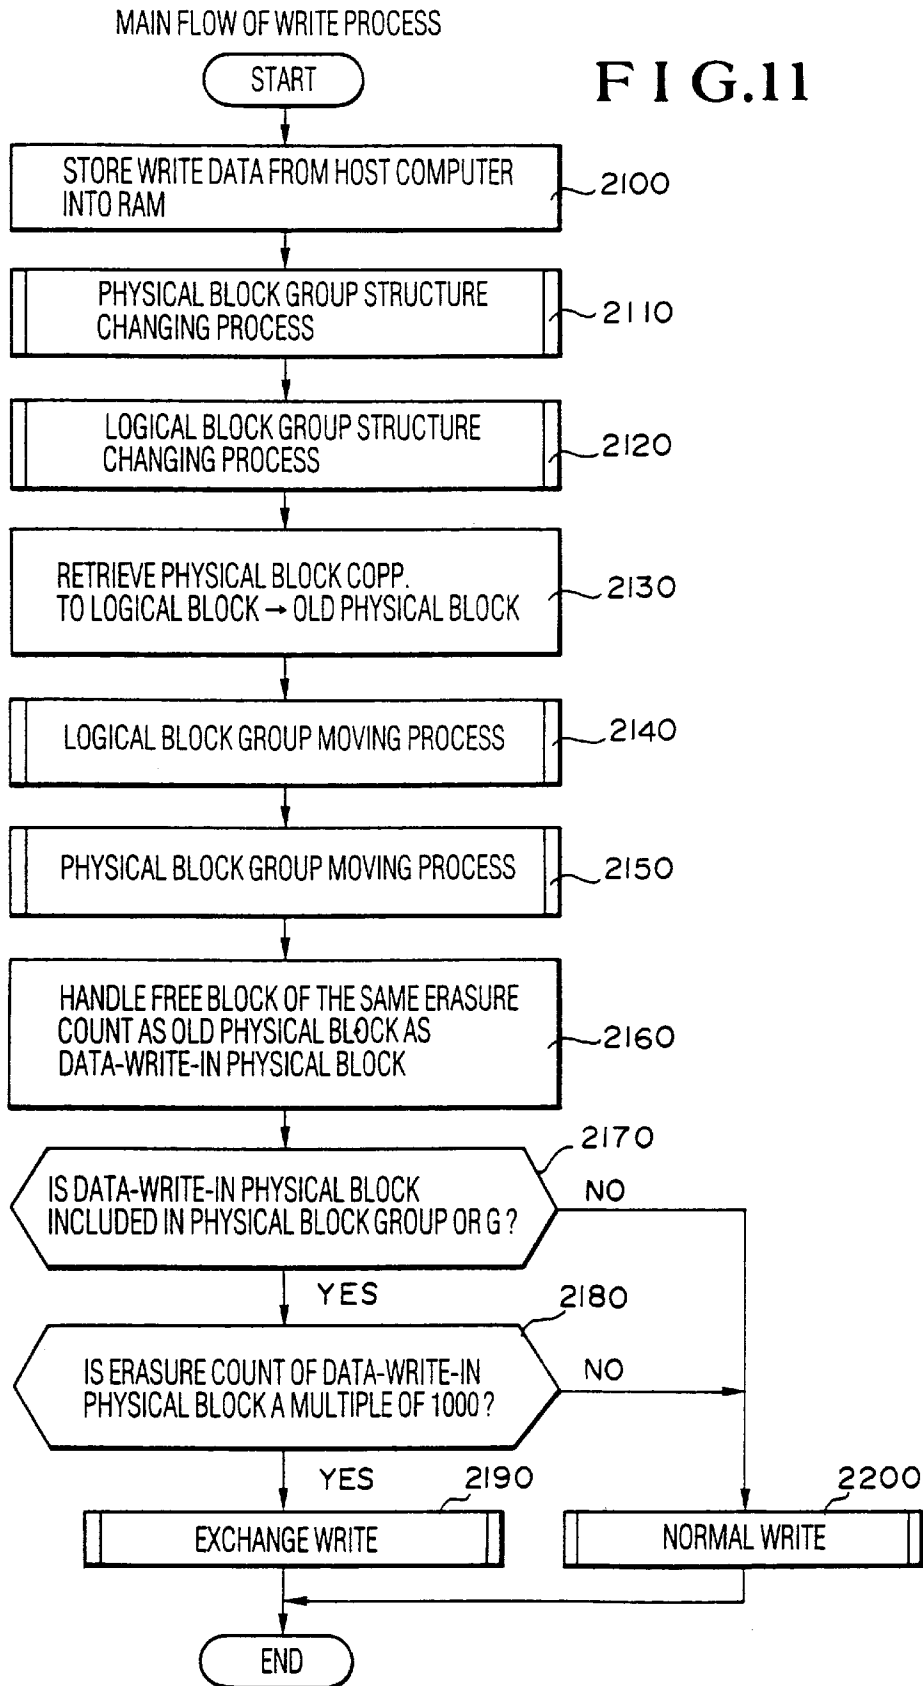 MAIN FLOW OF WRITE PROCESS
FIG.11
START
STORE WRITE DATA FROM HOST COMPUTER
INTO RAM
2100
PHYSICAL BLOCK GROUP STRUCTURE
CHANGING PROCESS
2110
LOGICAL BLOCK GROUP STRUCTURE
CHANGING PROCESS
2120
RETRIEVE PHYSICAL BLOCK COPP.
TO LOGICAL BLOCK → OLD PHYSICAL BLOCK
2130
LOGICAL BLOCK GROUP MOVING PROCESS
2140
PHYSICAL BLOCK GROUP MOVING PROCESS
2150
HANDLE FREE BLOCK OF THE SAME ERASURE
COUNT AS OLD PHYSICAL BLOCK AS
DATA-WRITE-IN PHYSICAL BLOCK
2160
2170
IS DATA-WRITE-IN PHYSICAL BLOCK
INCLUDED IN PHYSICAL BLOCK GROUP OR G?
NO
YES
2180
IS ERASURE COUNT OF DATA-WRITE-IN
PHYSICAL BLOCK A MULTIPLE OF 1000?
NO
YES
2190
EXCHANGE WRITE
2200
NORMAL WRITE
END